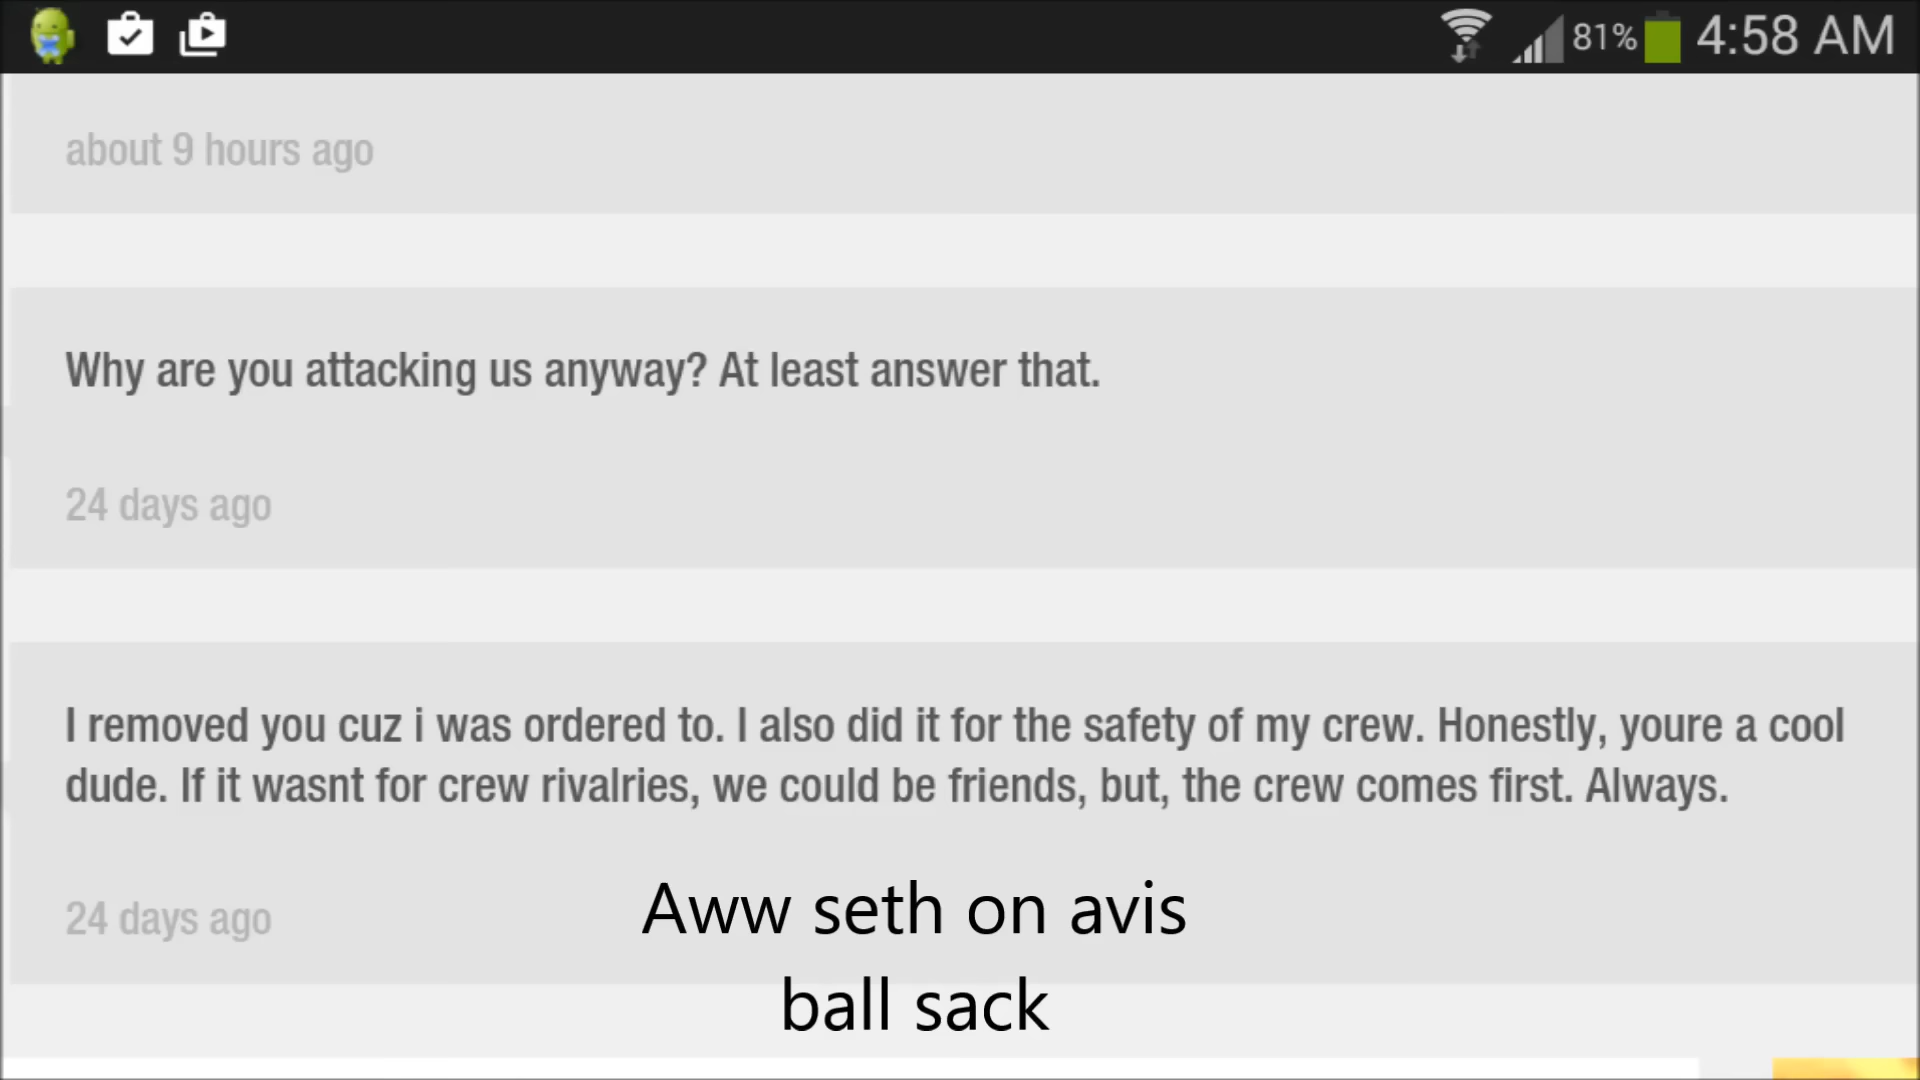 81% 4:58 AM
about 9 hours ago
Why are you attacking us anyway? At least answer that.
24 days ago
I removed you cuz i was ordered to. I also did it for the safety of my crew. Honestly, youre a cool
dude. If it wasnt for crew rivalries, we could be friends, but, the crew comes first. Always.
24 days ago
Aww seth on avis
ball sack